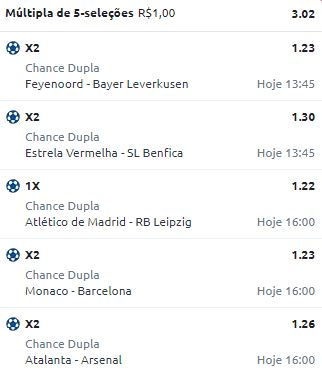 Múltipla de 5-seleções R$1,00 3.02
X2 1.23
Chance Dupla
Feyenoord - Bayer Leverkusen Hoje 13:45
X2 1.30
Chance Dupla
Estrela Vermelha - SL Benfica Hoje 13:45
1X 1.22
Chance Dupla
Atlético de Madrid - RB Leipzig Hoje 16:00
X2 1.23
Chance Dupla
Monaco - Barcelona Hoje 16:00
X2 1.26
Chance Dupla
Atalanta - Arsenal Hoje 16:00